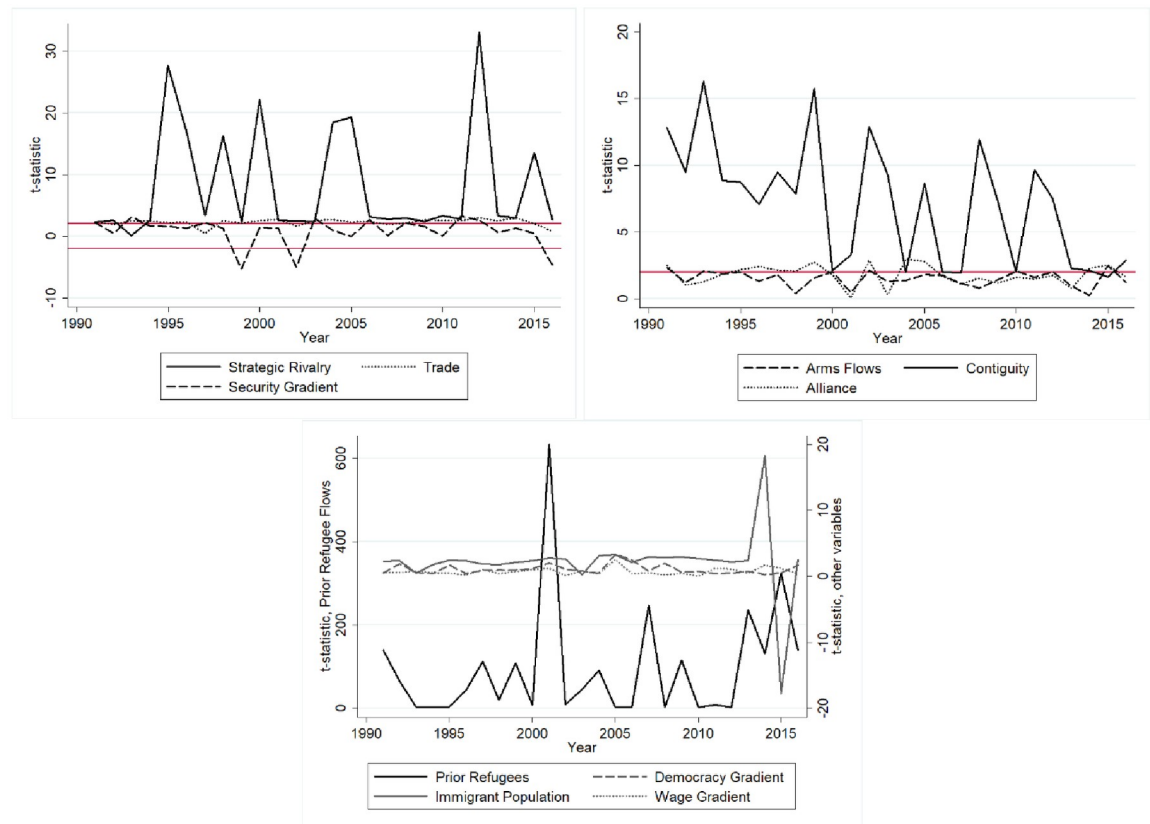 t-statistic
30
20
10
0
-10
1990 1995 2000 2005 2010 2015
Year
Strategic Rivalry Trade
Security Gradient
t-statistic
20
15
10
5
0
1990 1995 2000 2005 2010 2015
Year
Arms Flows Contiguity
Alliance
t-statistic, Prior Refugee Flows
600
400
200
0
t-statistic, other variables
20
10
0
-10
-20
1990 1995 2000 2005 2010 2015
Year
Prior Refugees Democracy Gradient
Immigrant Population Wage Gradient